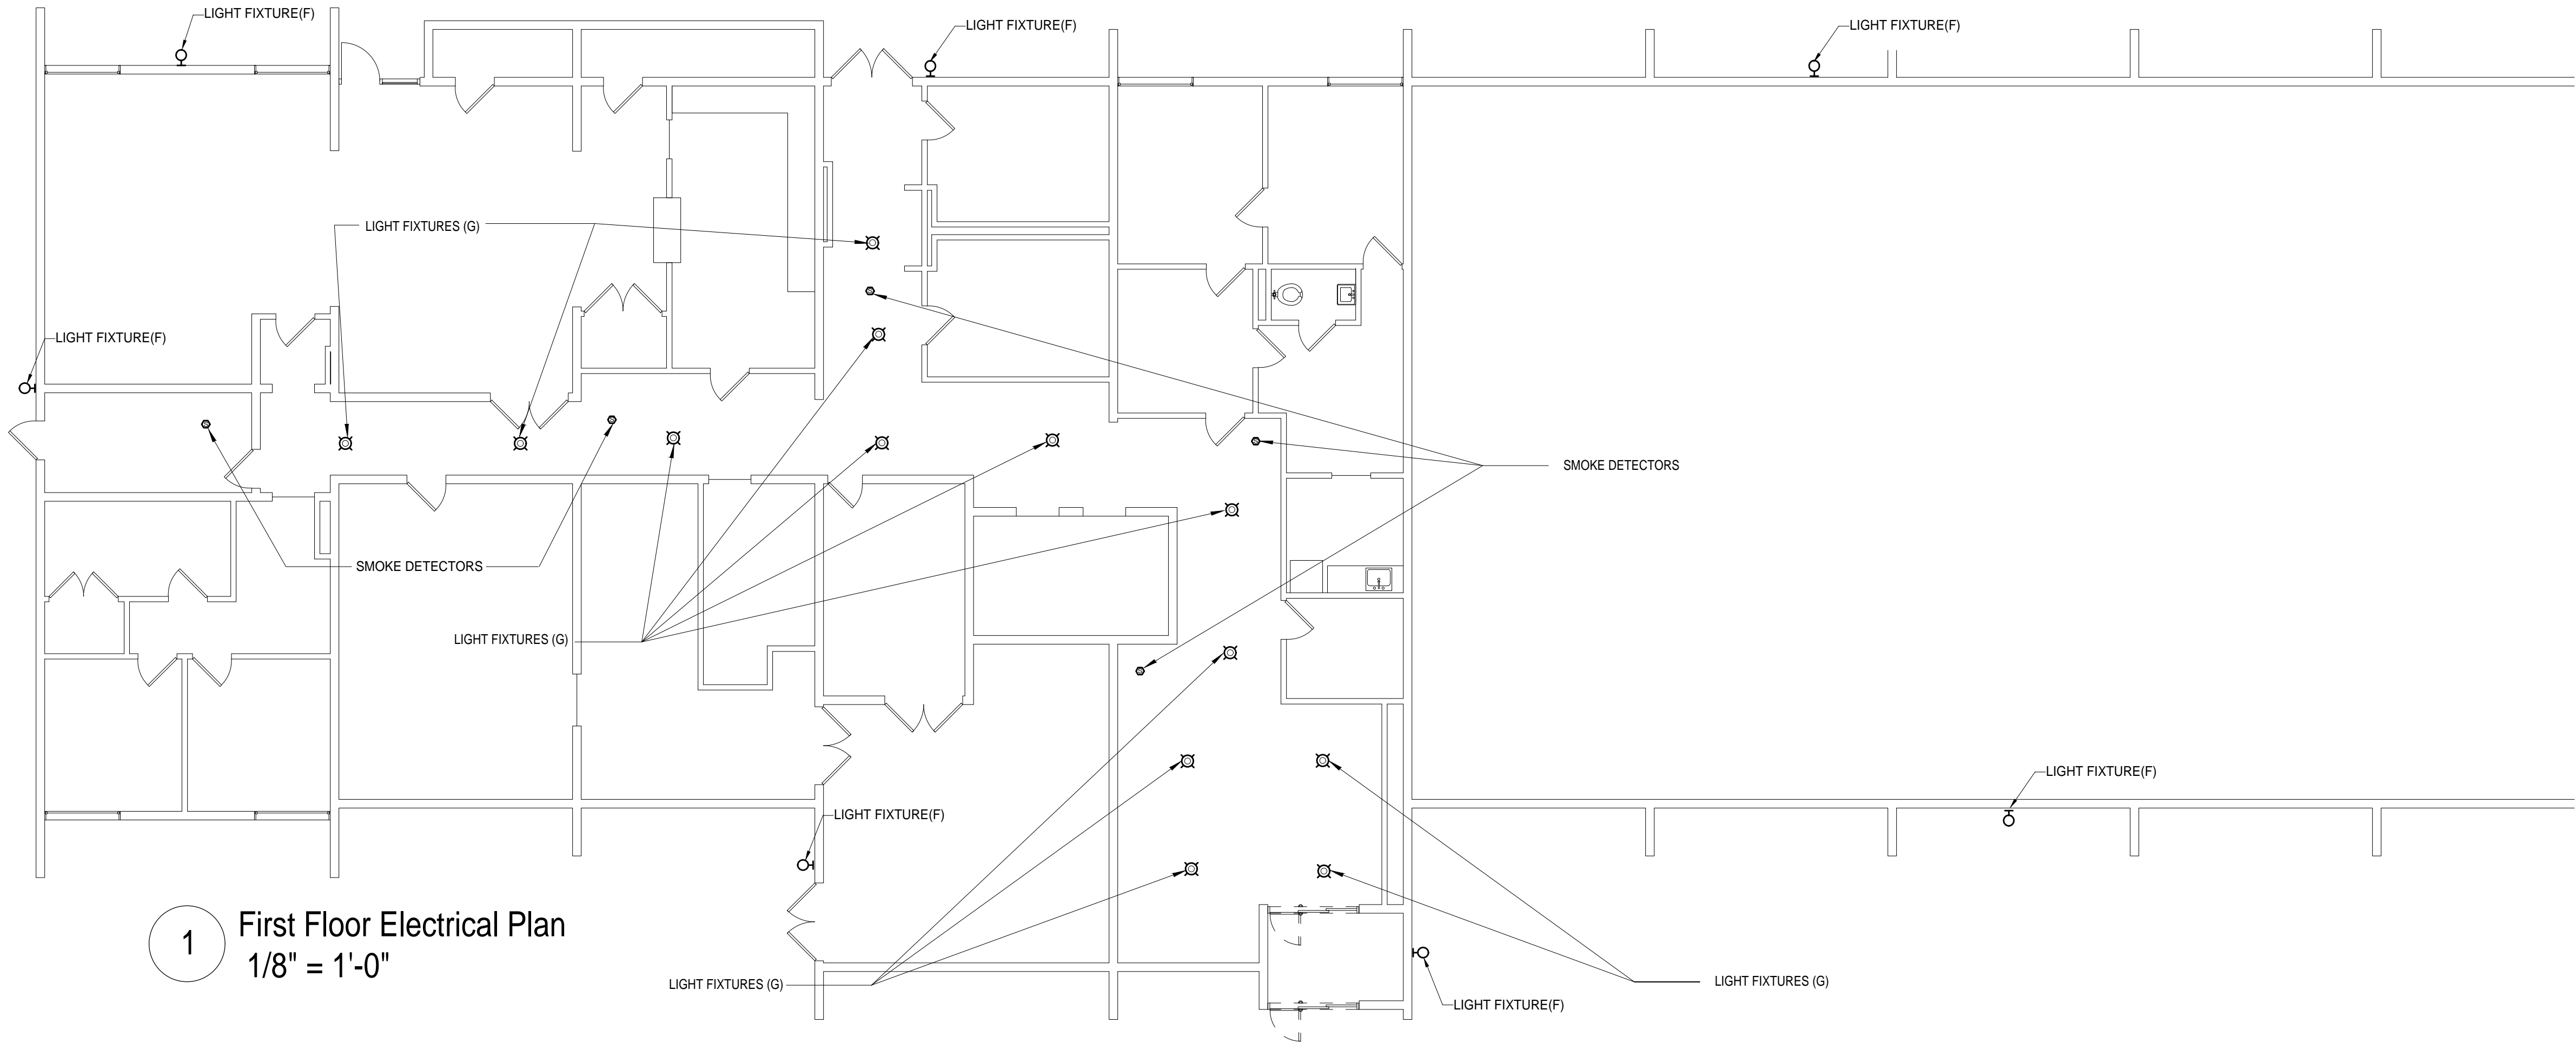 LIGHT FIXTURE(F)
LIGHT FIXTURE(F)
LIGHT FIXTURE(F)
LIGHT FIXTURES (G)
LIGHT FIXTURE(F)
SMOKE DETECTORS
SMOKE DETECTORS
LIGHT FIXTURES (G)
LIGHT FIXTURE(F)
LIGHT FIXTURE(F)
1
First Floor Electrical Plan
1/8" = 1'-0"
LIGHT FIXTURES (G)
LIGHT FIXTURES (G)
LIGHT FIXTURE(F)